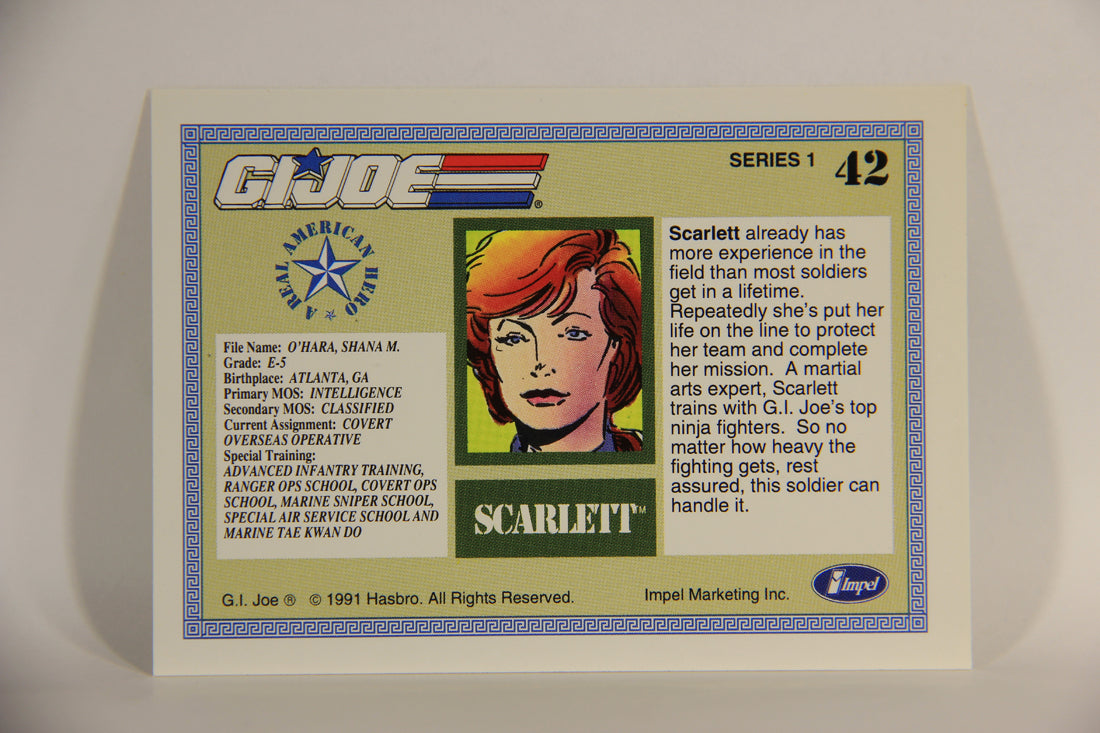 G.I. JOE ®
SERIES 1 42
A REAL AMERICAN HERO
File Name: O'HARA, SHANA M.
Grade: E-5
Birthplace: ATLANTA, GA
Primary MOS: INTELLIGENCE
Secondary MOS: CLASSIFIED
Current Assignment: COVERT
OVERSEAS OPERATIVE
Special Training:
ADVANCED INFANTRY TRAINING,
RANGER OPS SCHOOL, COVERT OPS
SCHOOL, MARINE SNIPER SCHOOL,
SPECIAL AIR SERVICE SCHOOL AND
MARINE TAE KWAN DO
SCARLETT™
Scarlett already has
more experience in the
field than most soldiers
get in a lifetime.
Repeatedly she's put her
life on the line to protect
her team and complete
her mission. A martial
arts expert, Scarlett
trains with G.I. Joe's top
ninja fighters. So no
matter how heavy the
fighting gets, rest
assured, this soldier can
handle it.
G.I. Joe ® © 1991 Hasbro. All Rights Reserved.
Impel Marketing Inc.
Impel